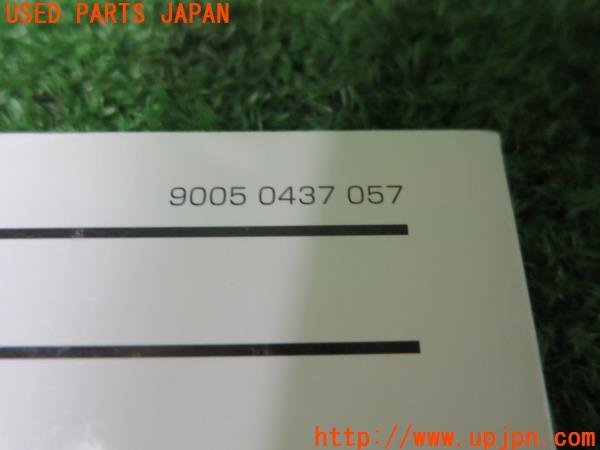 USED PARTS JAPAN
9005 0437 057
http://www.upjpn.com